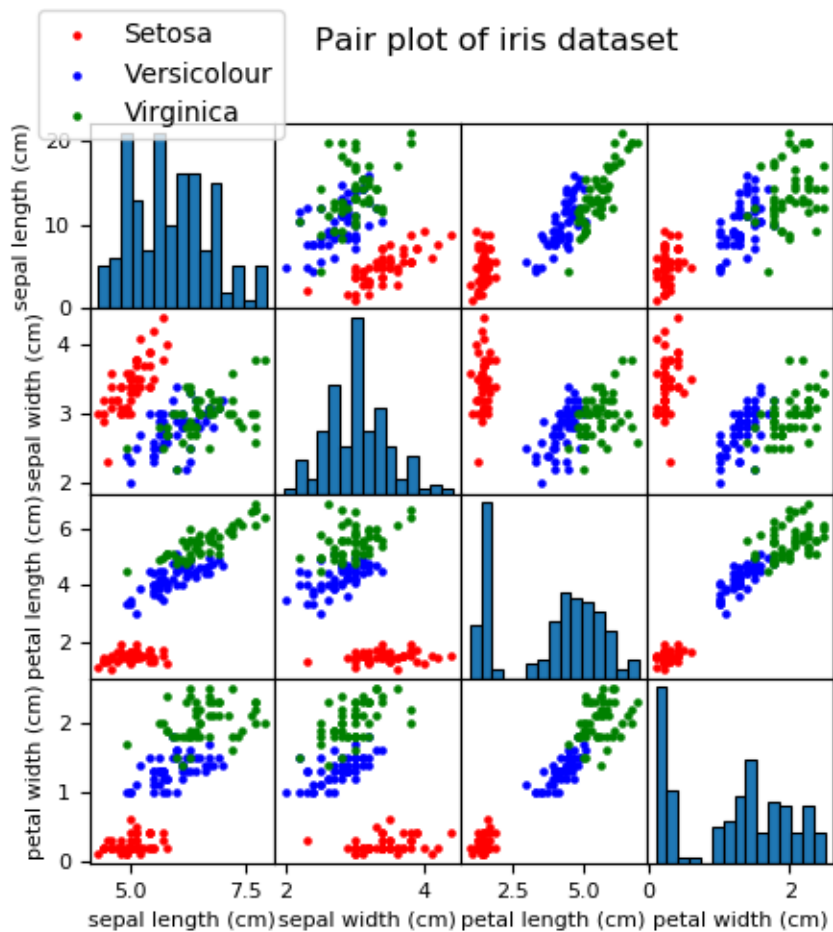 Setosa
Versicolour
Virginica
Pair plot of iris dataset
sepal length (cm)
20
10
0
sepal width (cm)
4
3
2
petal length (cm)
6
4
2
petal width (cm)
2
1
0
5.0 7.5 2 4 2.5 5.0 0 2
sepal length (cm) sepal width (cm) petal length (cm) petal width (cm)